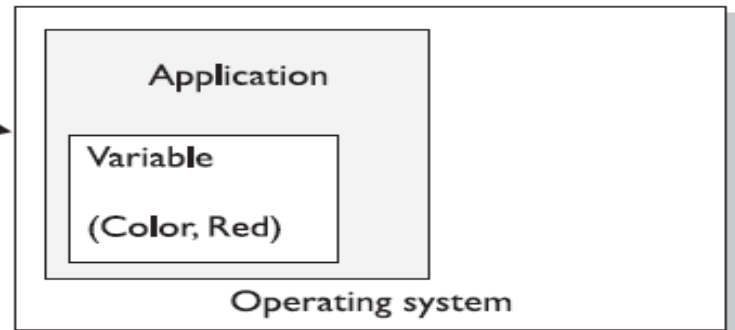 Application
Variable
(Color, Red)
Operating system